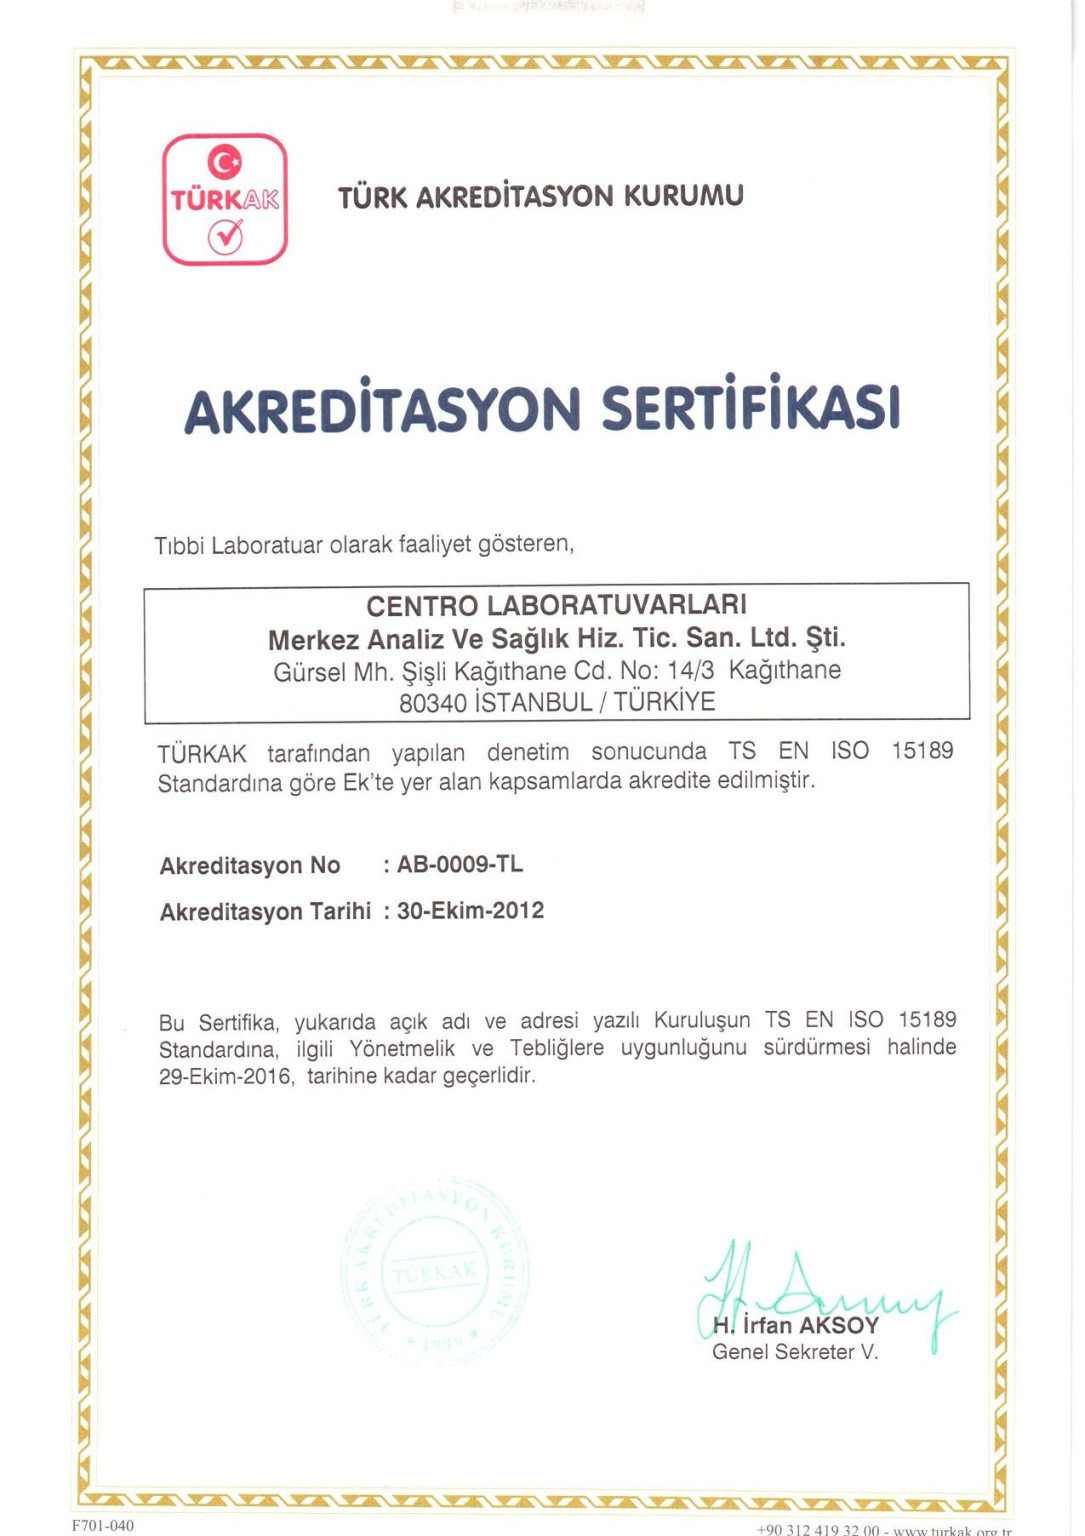 TÜRKAK
TÜRK AKREDİTASYON KURUMU
AKREDİTASYON SERTİFİKASI
Tıbbi Laboratuar olarak faaliyet gösteren,
CENTRO LABORATUVARLARI
Merkez Analiz Ve Sağlık Hiz. Tic. San. Ltd. Şti.
Gürsel Mh. Şişli Kağıthane Cd. No: 14/3 Kağıthane
80340 İSTANBUL / TÜRKİYE
TÜRKAK tarafından yapılan denetim sonucunda TS EN ISO 15189
Standardına göre Ek'te yer alan kapsamlarda akredite edilmiştir.
Akreditasyon No : AB-0009-TL
Akreditasyon Tarihi : 30-Ekim-2012
Bu Sertifika, yukarıda açık adı ve adresi yazılı Kuruluşun TS EN ISO 15189
Standardına, ilgili Yönetmelik ve Tebliğlere uygunluğunu sürdürmesi halinde
29-Ekim-2016, tarihine kadar geçerlidir.
TÜRK AKREDİTASYON KURUMU
TÜRKAK
1999
H. İrfan AKSOY
Genel Sekreter V.
F701-040
+90 312 419 32 00 - www.turkak.org.tr